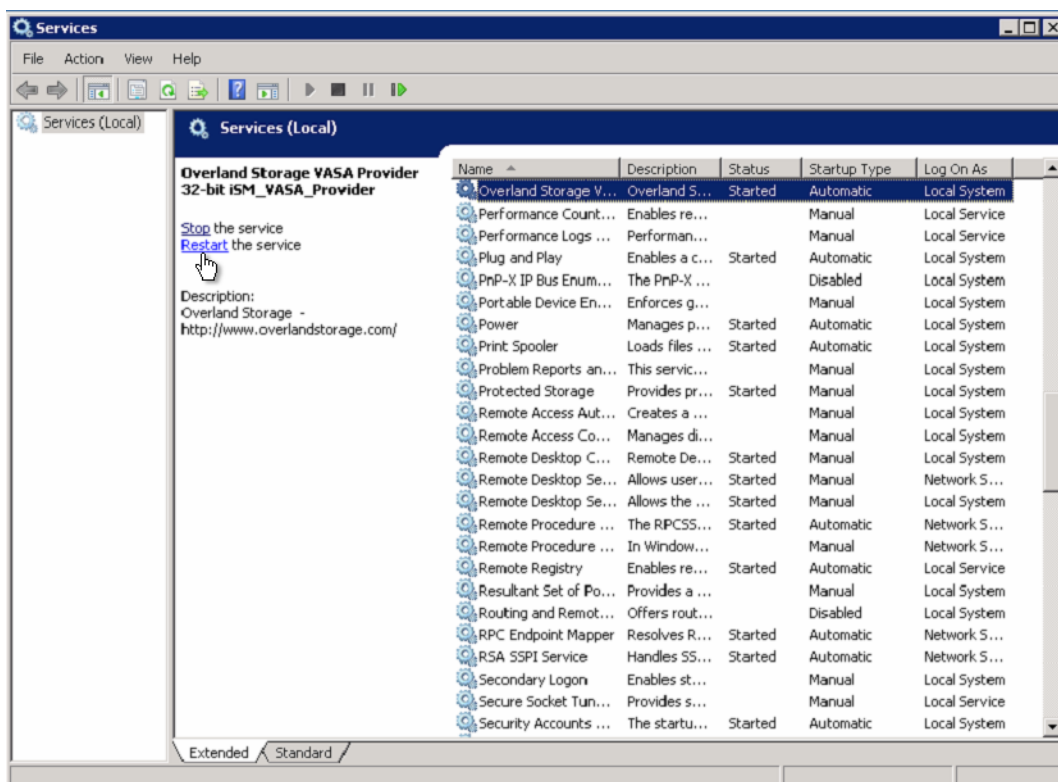 Services
File Action View Help
Services (Local)
Services (Local)
Overland Storage VASA Provider
32-bit iSM_VASA_Provider
Stop the service
Restart the service
Description:
Overland Storage -
http://www.overlandstorage.com/
Name Description Status Startup Type Log On As
Overland Storage V... Overland S... Started Automatic Local System
Performance Count... Enables re... Manual Local Service
Performance Logs ... Performan... Manual Local Service
Plug and Play Enables a c... Started Automatic Local System
PnP-X IP Bus Enum... The PnP-X ... Disabled Local System
Portable Device En... Enforces g... Manual Local System
Power Manages p... Started Automatic Local System
Print Spooler Loads files ... Started Automatic Local System
Problem Reports an... This servic... Manual Local System
Protected Storage Provides pr... Started Manual Local System
Remote Access Aut... Creates a ... Manual Local System
Remote Access Co... Manages di... Manual Local System
Remote Desktop C... Remote De... Started Manual Local System
Remote Desktop Se... Allows user... Started Manual Network S...
Remote Desktop Se... Allows the ... Started Manual Local System
Remote Procedure ... The RPCSS... Started Automatic Network S...
Remote Procedure ... In Window... Manual Network S...
Remote Registry Enables re... Started Automatic Local Service
Resultant Set of Po... Provides a ... Manual Local System
Routing and Remot... Offers rout... Disabled Local System
RPC Endpoint Mapper Resolves R... Started Automatic Network S...
RSA SSPI Service Handles SS... Started Automatic Network S...
Secondary Logon Enables st... Manual Local System
Secure Socket Tun... Provides s... Manual Local Service
Security Accounts ... The startu... Started Automatic Local System
Extended Standard